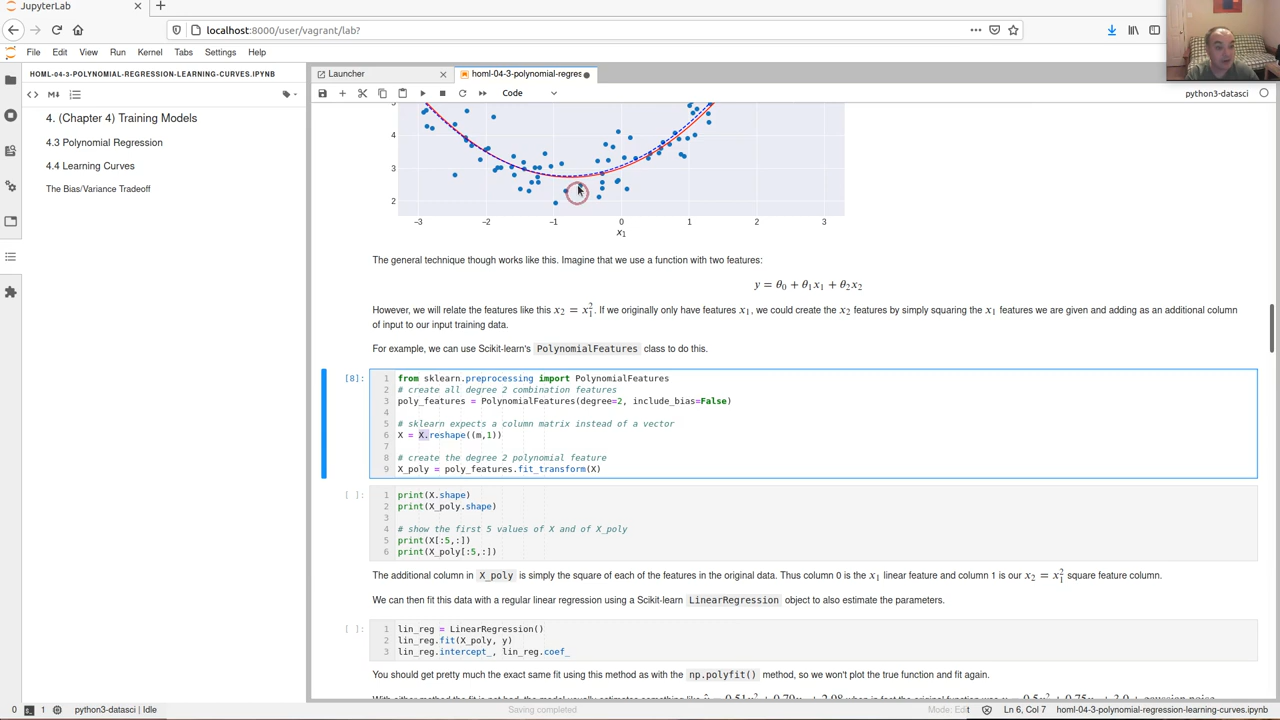 JupyterLab
localhost:8000/user/vagrant/lab?
File Edit View Run Kernel Tabs Settings Help
HOML-04-3-POLYNOMIAL-REGRESSION-LEARNING-CURVES.IPYNB
Launcher
homl-04-3-polynomial-regres
Code
python3-datasci
4. (Chapter 4) Training Models
4.3 Polynomial Regression
4.4 Learning Curves
The Bias/Variance Tradeoff
4
3
2
−3 −2 −1 0 1 2 3
x₁
The general technique though works like this. Imagine that we use a function with two features:
y = θ₀ + θ₁x₁ + θ₂x₂
However, we will relate the features like this x₂ = x₁². If we originally only have features x₁, we could create the x₂ features by simply squaring the x₁ features we are given and adding as an additional column
of input to our input training data.
For example, we can use Scikit-learn's PolynomialFeatures class to do this.
[8]:
1 from sklearn.preprocessing import PolynomialFeatures
2 # create all degree 2 combination features
3 poly_features = PolynomialFeatures(degree=2, include_bias=False)
4
5 # sklearn expects a column matrix instead of a vector
6 X = X.reshape((m,1))
7
8 # create the degree 2 polynomial feature
9 X_poly = poly_features.fit_transform(X)
[ ]:
1 print(X.shape)
2 print(X_poly.shape)
3
4 # show the first 5 values of X and of X_poly
5 print(X[:5,:])
6 print(X_poly[:5,:])
The additional column in X_poly is simply the square of each of the features in the original data. Thus column 0 is the x₁ linear feature and column 1 is our x₂ = x₁² square feature column.
We can then fit this data with a regular linear regression using a Scikit-learn LinearRegression object to also estimate the parameters.
[ ]:
1 lin_reg = LinearRegression()
2 lin_reg.fit(X_poly, y)
3 lin_reg.intercept_, lin_reg.coef_
You should get pretty much the exact same fit using this method as with the np.polyfit() method, so we won't plot the true function and fit again.
0 1 python3-datasci | Idle
Saving completed
Mode: Edit
Ln 6, Col 7
homl-04-3-polynomial-regression-learning-curves.ipynb